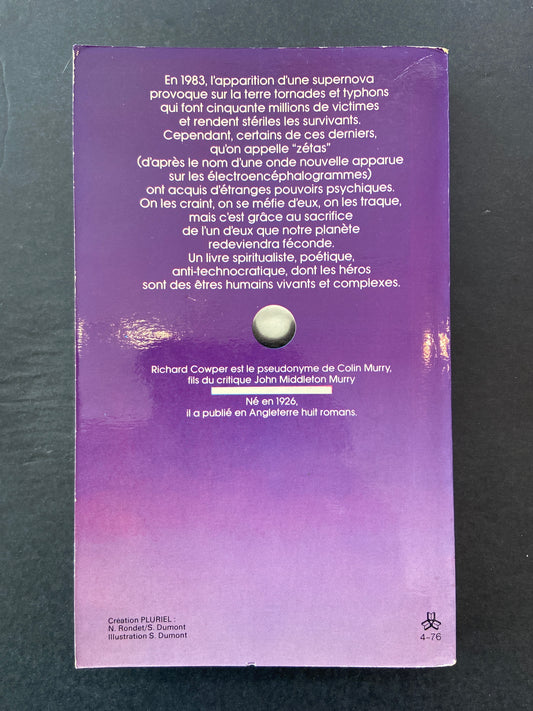 En 1983, l'apparition d'une supernova
provoque sur la terre tornades et typhons
qui font cinquante millions de victimes
et rendent stériles les survivants.
Cependant, certains de ces derniers,
qu'on appelle "zétas"
(d'après le nom d'une onde nouvelle apparue
sur les électroencéphalogrammes)
ont acquis d'étranges pouvoirs psychiques.
On les craint, on se méfie d'eux, on les traque,
mais c'est grâce au sacrifice
de l'un d'eux que notre planète
redeviendra féconde.
Un livre spiritualiste, poétique,
anti-technocratique, dont les héros
sont des êtres humains vivants et complexes.
Richard Cowper est le pseudonyme de Colin Murry,
fils du critique John Middleton Murry
Né en 1926,
il a publié en Angleterre huit romans.
Création PLURIEL :
N. Rondet/S. Dumont
Illustration S. Dumont
4-76